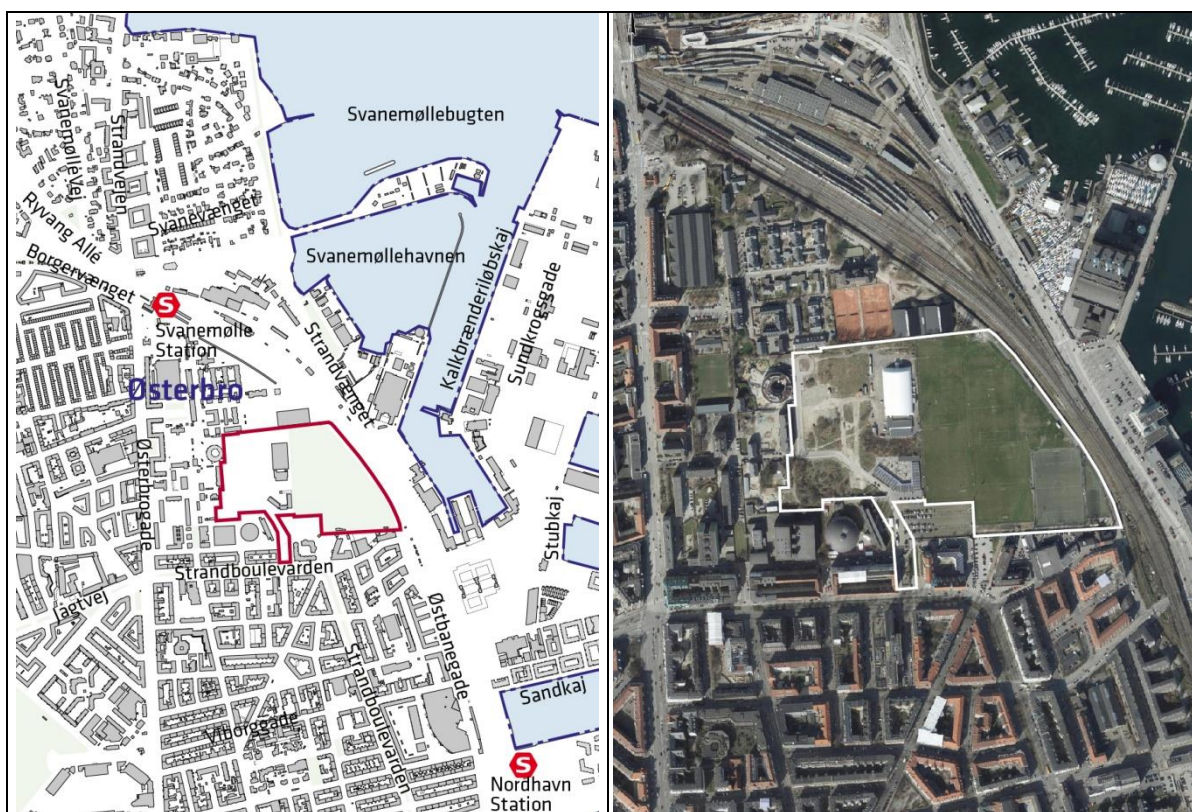 Svanemøllebugten
Svanemøllevej
Strandvejen
Svanevænget
Ryvang Allé
Borgervænget
Svanemøllehavnen
S
Svanemølle
Station
Strandvænget
Kalkbrænderiløbskaj
Sundkrogsgade
Østerbro
Østerbrogade
Strandboulevarden
Stubkaj
Jagtvej
Østbanegade
Strandboulevarden
Sandkaj
Viborggade
S
Nordhavn
Station